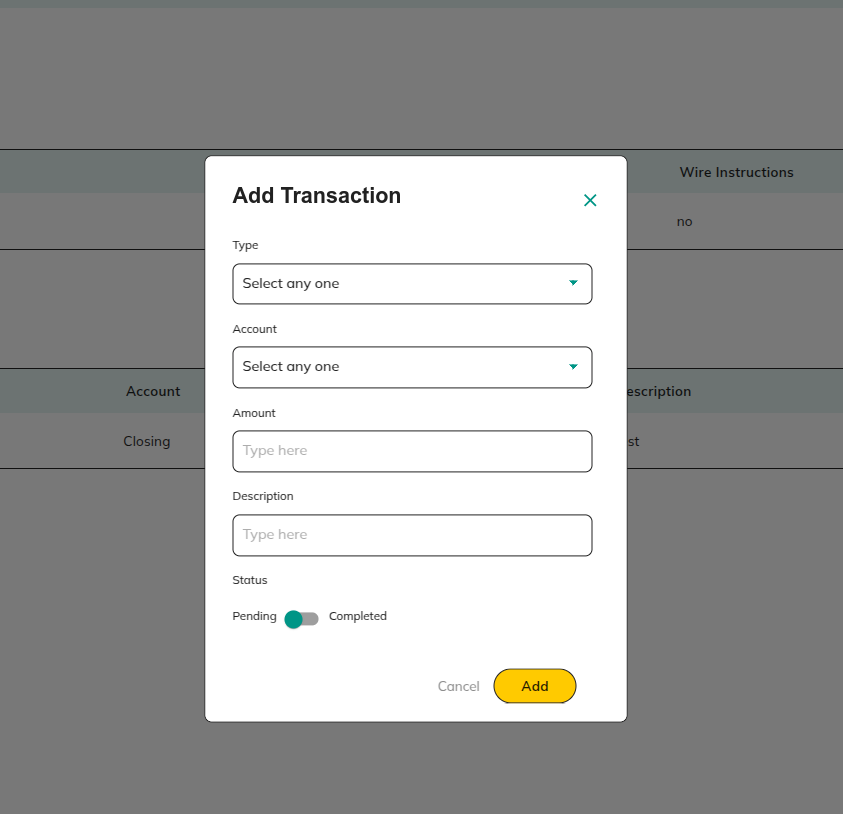 Wire Instructions
no
Account
escription
Closing
st
Add Transaction
Type
Select any one
Account
Select any one
Amount
Type here
Description
Type here
Status
Pending Completed
Cancel Add